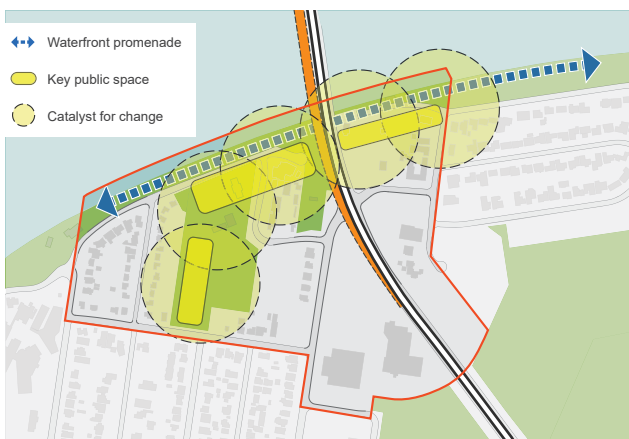 Waterfront promenade
Key public space
Catalyst for change